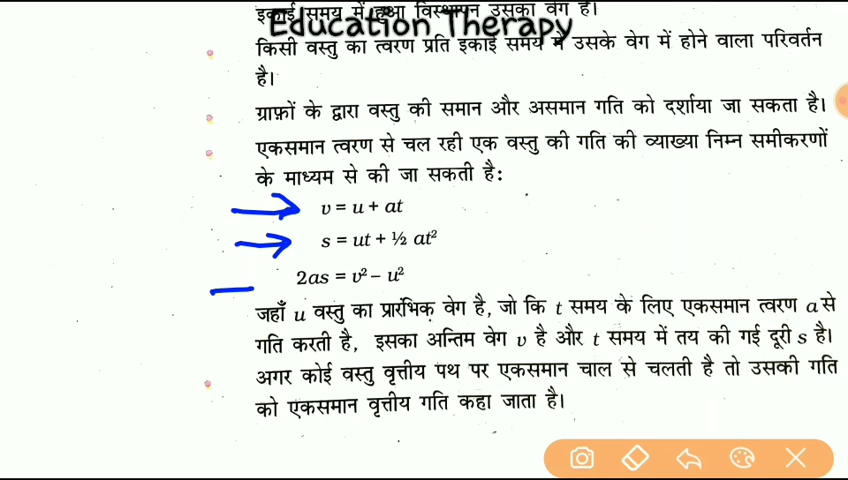 इकाई समय में हुआ विस्थापन उसका वेग है।
Education Therapy
किसी वस्तु का त्वरण प्रति इकाई समय में उसके वेग में होने वाला परिवर्तन
है।
ग्राफ़ों के द्वारा वस्तु की समान और असमान गति को दर्शाया जा सकता है।
एकसमान त्वरण से चल रही एक वस्तु की गति की व्याख्या निम्न समीकरणों
के माध्यम से की जा सकती है:
v = u + at
s = ut + ½ at²
2as = v² – u²
जहाँ u वस्तु का प्रारंभिक वेग है, जो कि t समय के लिए एकसमान त्वरण a से
गति करती है, इसका अन्तिम वेग v है और t समय में तय की गई दूरी s है।
अगर कोई वस्तु वृत्तीय पथ पर एकसमान चाल से चलती है तो उसकी गति
को एकसमान वृत्तीय गति कहा जाता है।